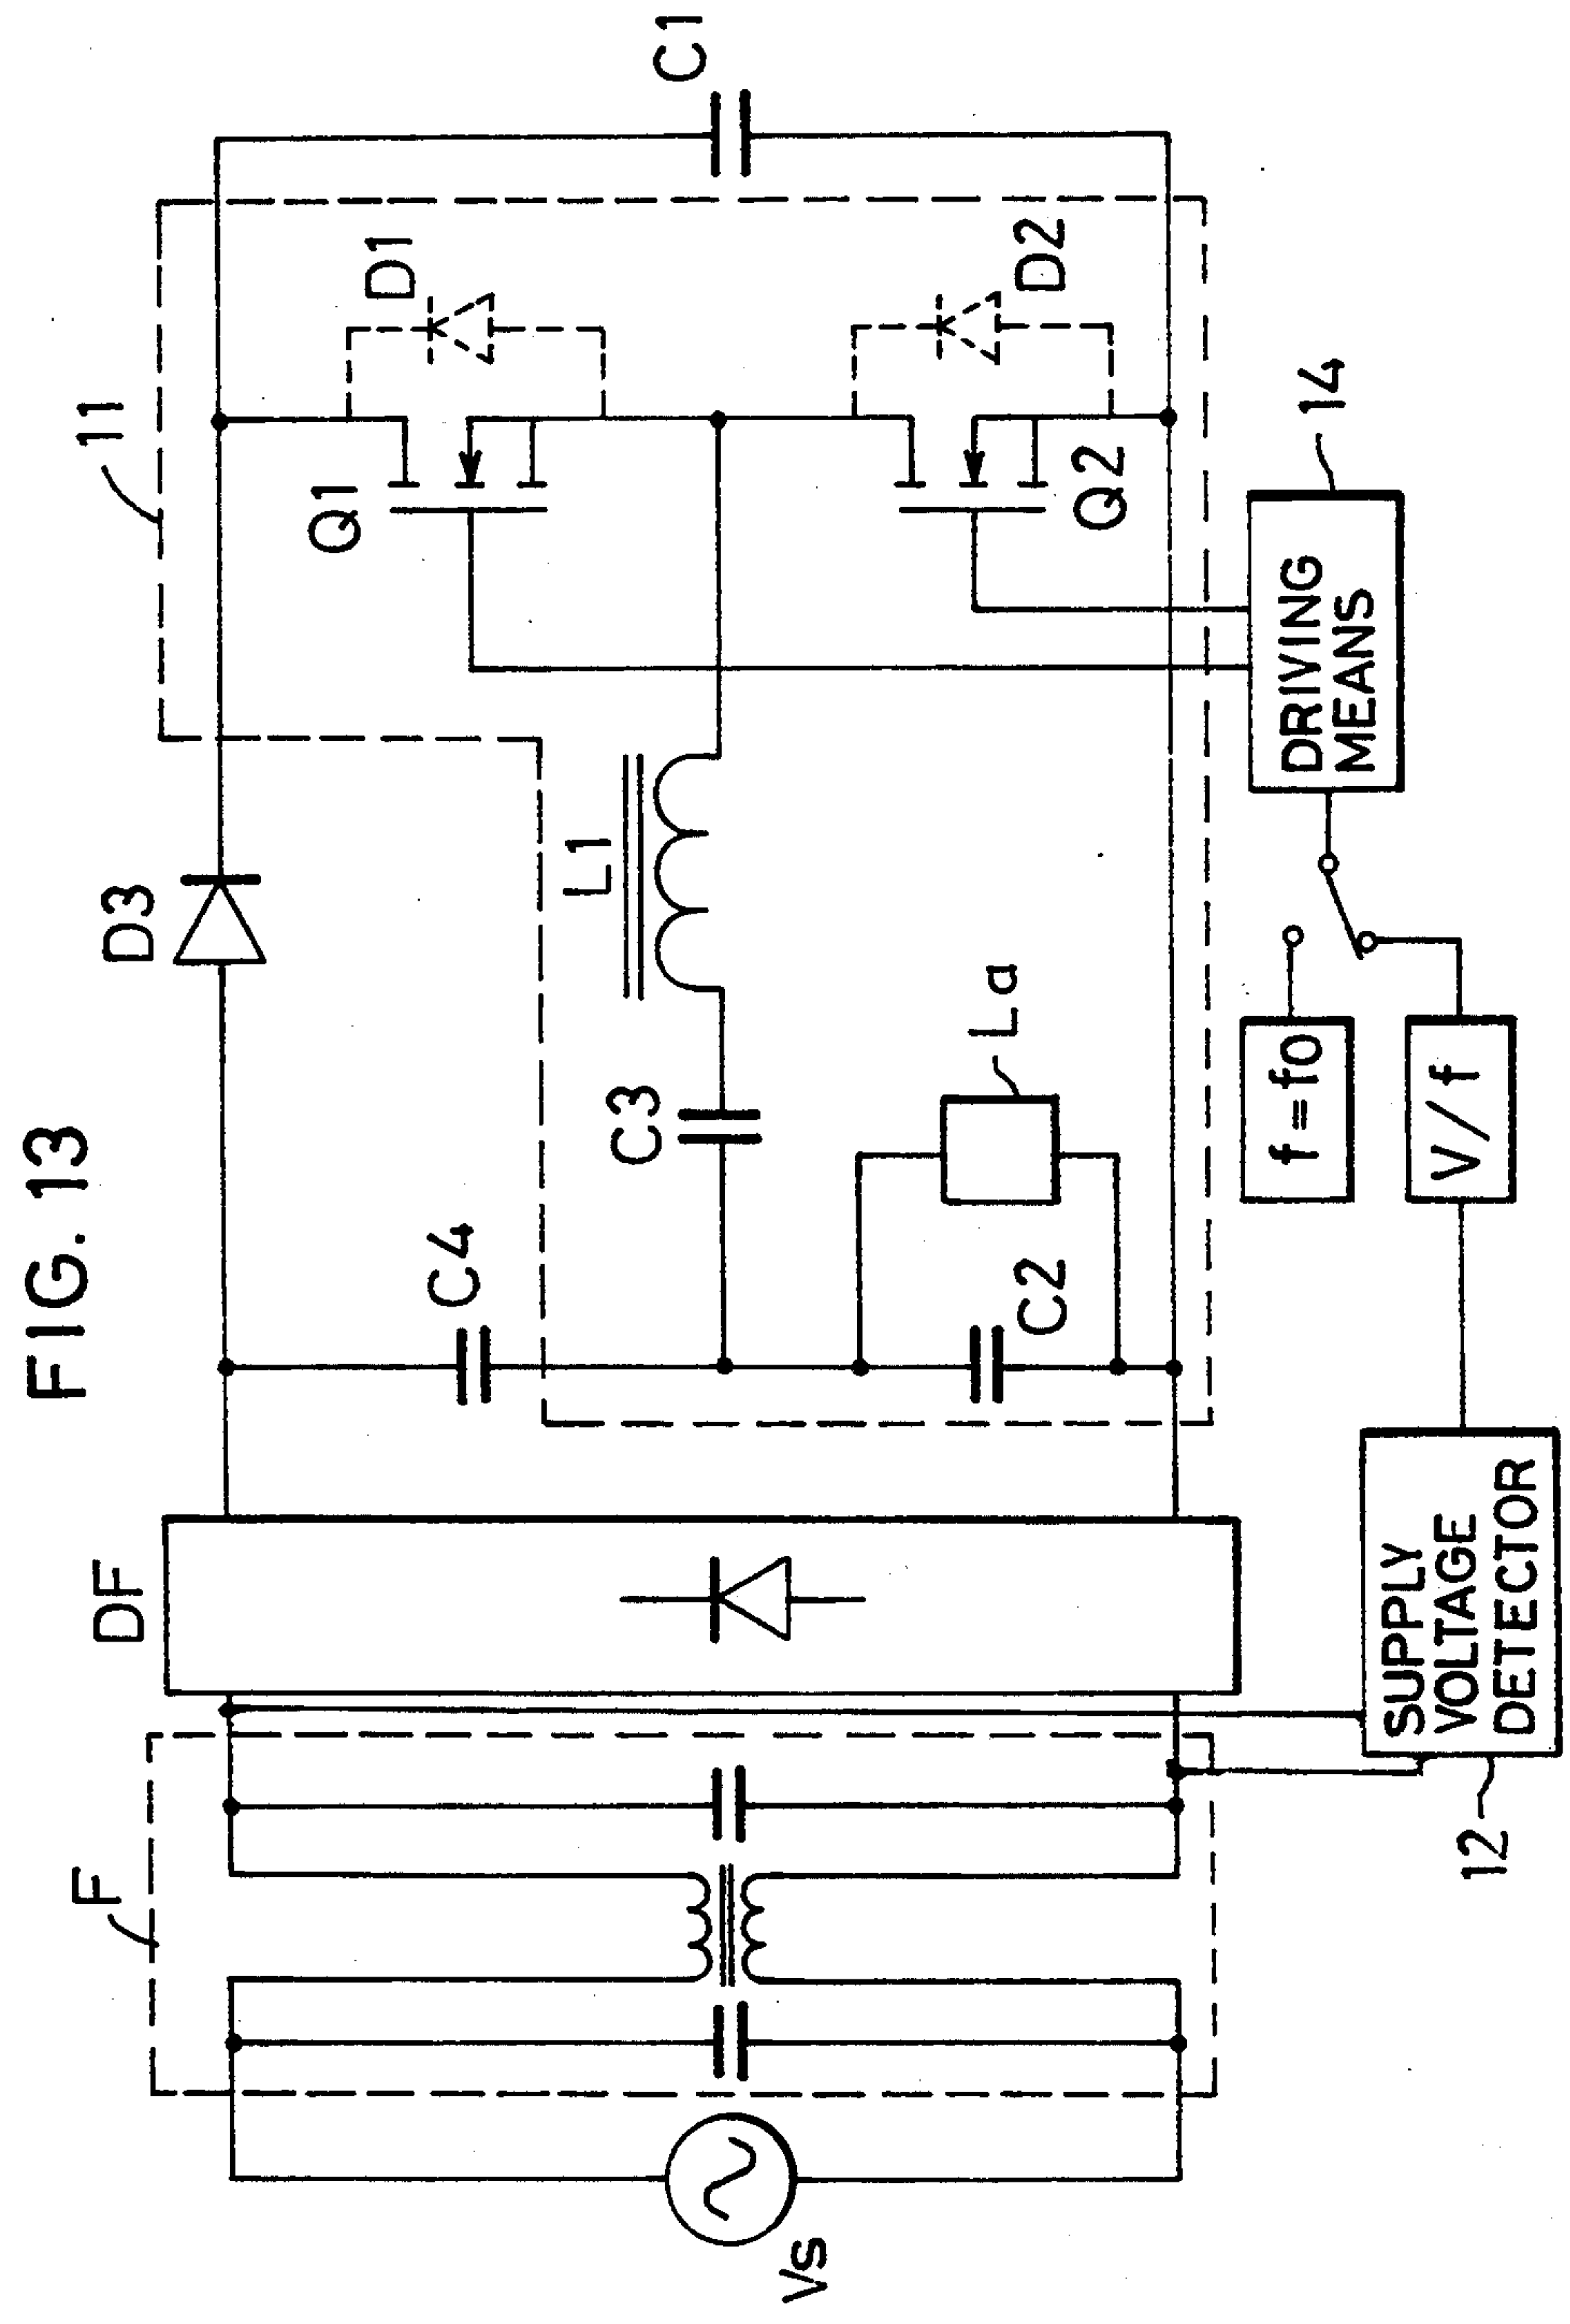 FIG. 13
Vs
F
DF
C4
D3
11
C3
L1
Q1
D1
C1
La
C2
Q2
D2
12
SUPPLY
VOLTAGE
DETECTOR
f=f0
V/f
DRIVING
MEANS
14